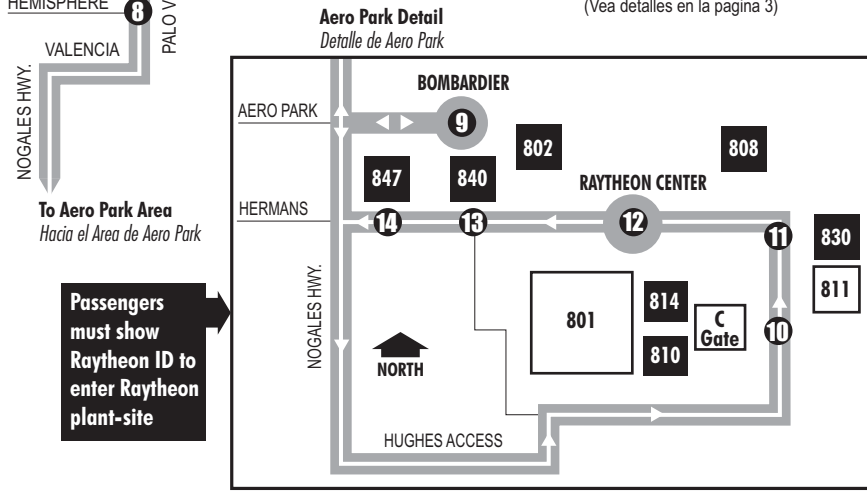 HEMISPHERE
8
PALO V
VALENCIA
NOGALES HWY.
To Aero Park Area
Hacia el Area de Aero Park
Passengers
must show
Raytheon ID to
enter Raytheon
plant-site
Aero Park Detail
Detalle de Aero Park
(Vea detalles en la pagina 3)
BOMBARDIER
AERO PARK
9
802
808
847
840
RAYTHEON CENTER
HERMANS
14
13
12
11
830
811
801
814
C
Gate
10
810
NOGALES HWY.
NORTH
HUGHES ACCESS